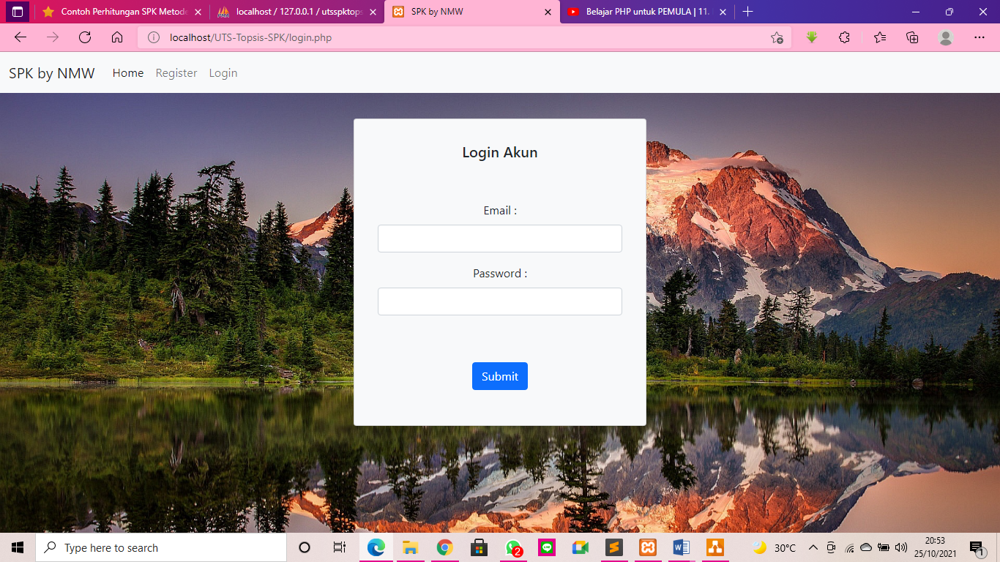 Contoh Perhitungan SPK Metode
localhost / 127.0.0.1 / utsspktops
SPK by NMW
Belajar PHP untuk PEMULA | 11.
localhost/UTS-Topsis-SPK/login.php
SPK by NMW Home Register Login
Login Akun
Email :
Password :
Submit
Type here to search
2
30°C
20:53
25/10/2021
1